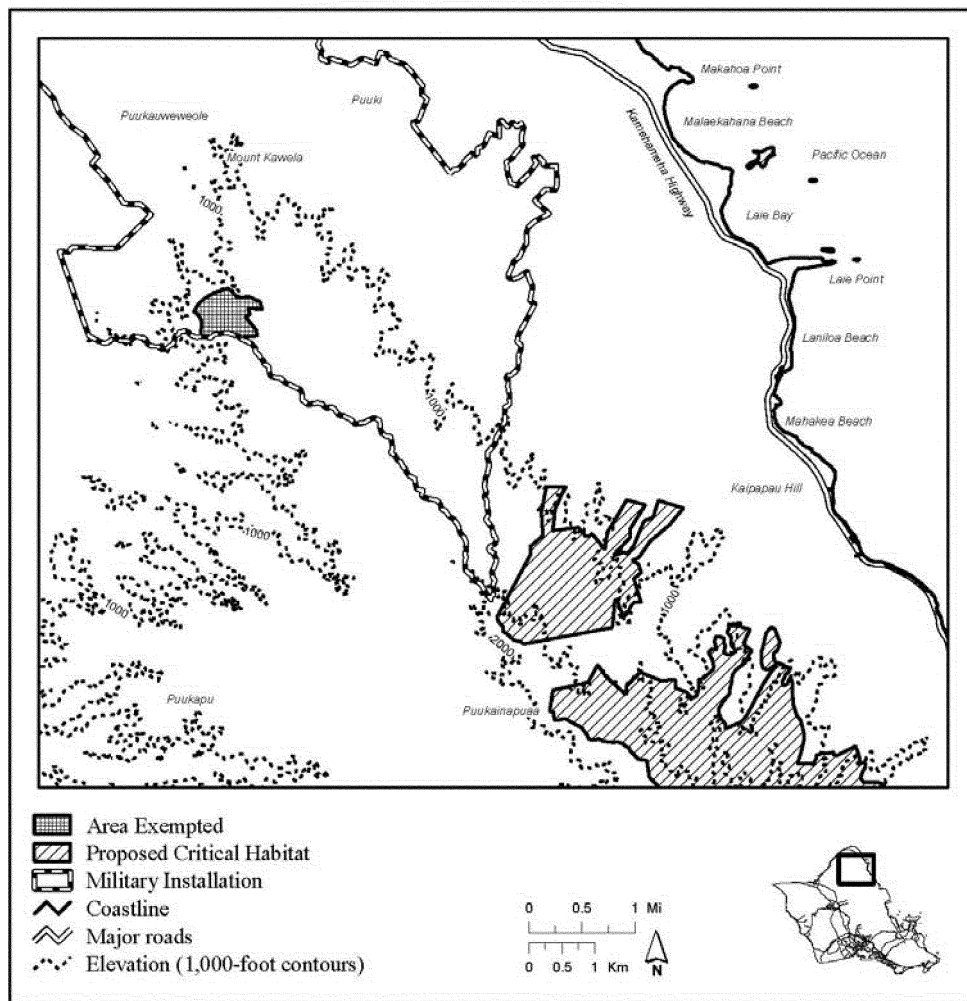 Makahoa Point
Puuki
Puukauweweole
Malaekahana Beach
Kamehameha Highway
Mount Kawela
Pacific Ocean
1000
Laie Bay
Laie Point
Laniloa Beach
1000
Mahakea Beach
Kaipapau Hill
1000
1000
1000
2000
Puukapu
Puukainapuaa
Area Exempted
Proposed Critical Habitat
Military Installation
Coastline
Major roads
Elevation (1,000-foot contours)
0 0.5 1 Mi
0 0.5 1 Km
N